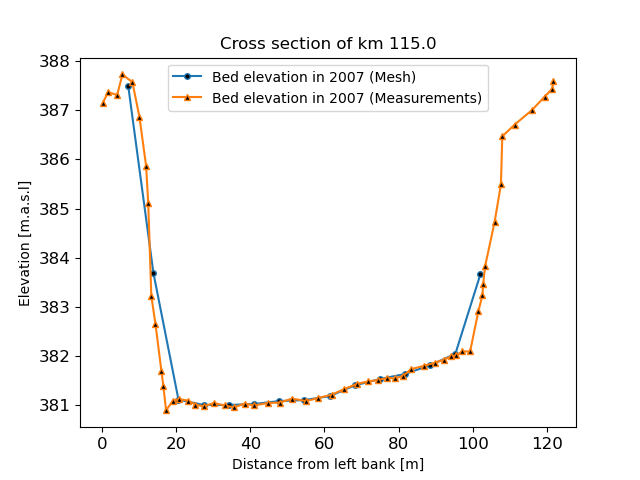 Cross section of km 115.0
Bed elevation in 2007 (Mesh)
Bed elevation in 2007 (Measurements)
Elevation [m.a.s.l]
388
387
386
385
384
383
382
381
0 20 40 60 80 100 120
Distance from left bank [m]